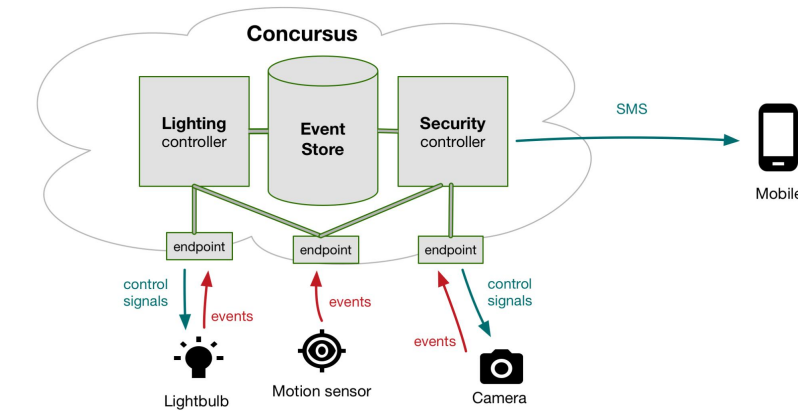 Concursus
Lighting
controller
Event
Store
Security
controller
SMS
Mobile
endpoint
endpoint
endpoint
control
signals
events
events
events
control
signals
Lightbulb
Motion sensor
Camera